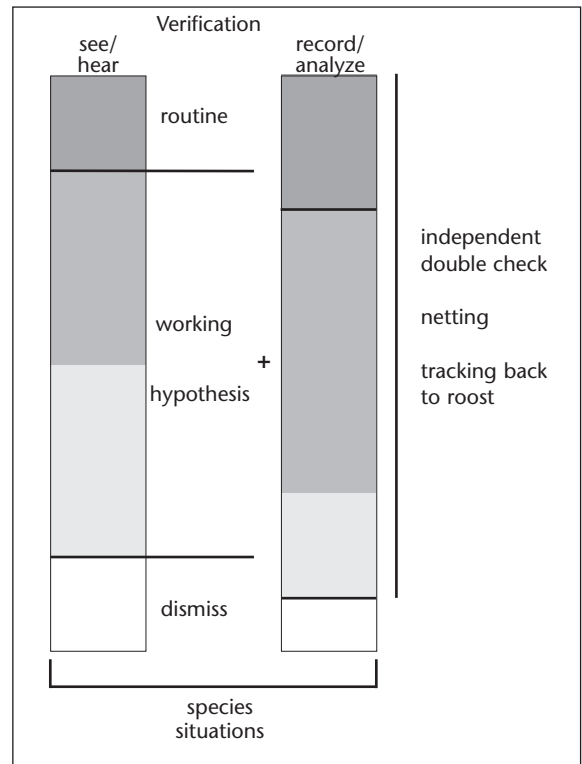 Verification
see/
hear
record/
analyze
routine
working
hypothesis
+
dismiss
independent
double check
netting
tracking back
to roost
species
situations